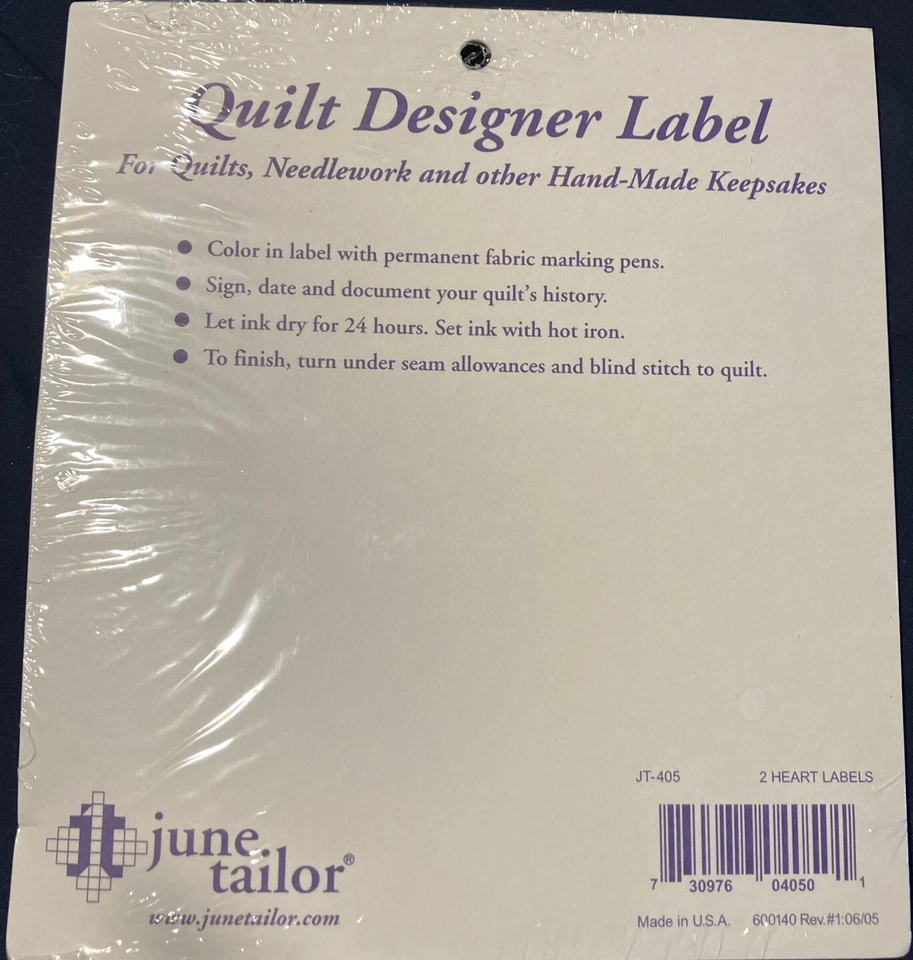 Quilt Designer Label
For Quilts, Needlework and other Hand-Made Keepsakes
● Color in label with permanent fabric marking pens.
● Sign, date and document your quilt's history.
● Let ink dry for 24 hours. Set ink with hot iron.
● To finish, turn under seam allowances and blind stitch to quilt.
JT-405 2 HEART LABELS
jt june tailor®
www.junetailor.com
7 30976 04050 1
Made in U.S.A. 600140 Rev.#1:06/05